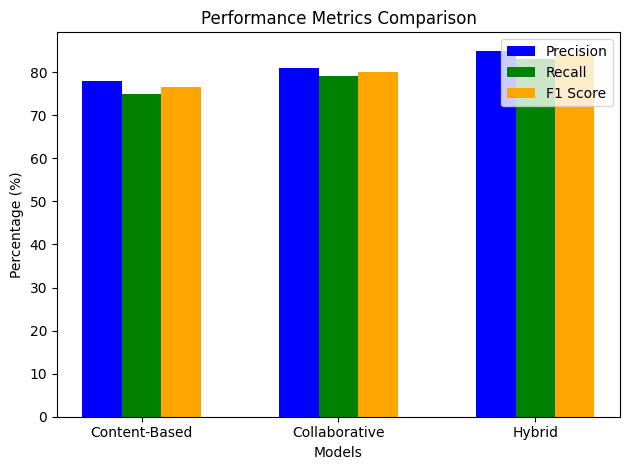 Performance Metrics Comparison
Precision
Recall
F1 Score
Percentage (%)
80
70
60
50
40
30
20
10
0
Content-Based
Collaborative
Hybrid
Models